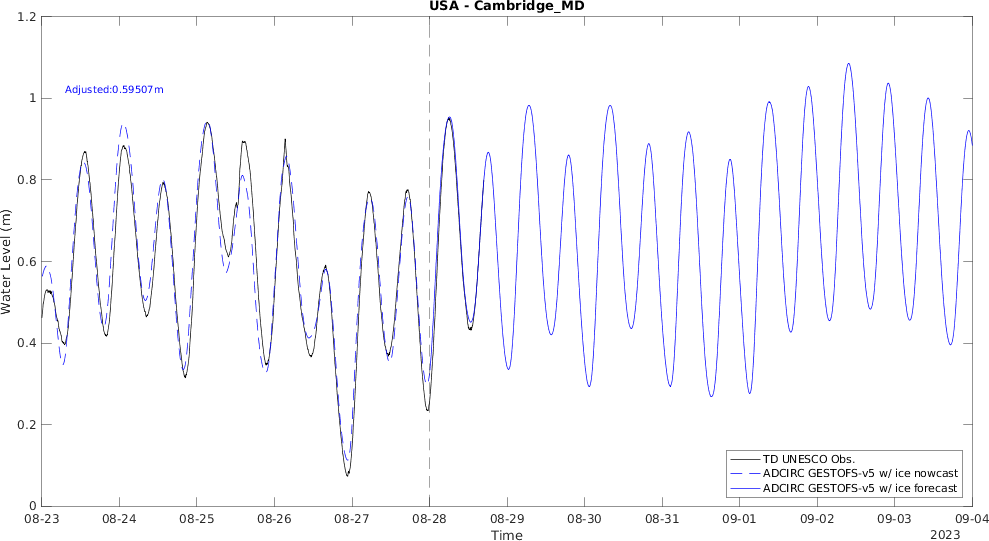 USA - Cambridge_MD
Adjusted:0.59507m
Water Level (m)
1.2
1
0.8
0.6
0.4
0.2
0
TD UNESCO Obs.
ADCIRC GESTOFS-v5 w/ ice nowcast
ADCIRC GESTOFS-v5 w/ ice forecast
08-23 08-24 08-25 08-26 08-27 08-28 08-29 08-30 08-31 09-01 09-02 09-03 09-04
Time
2023